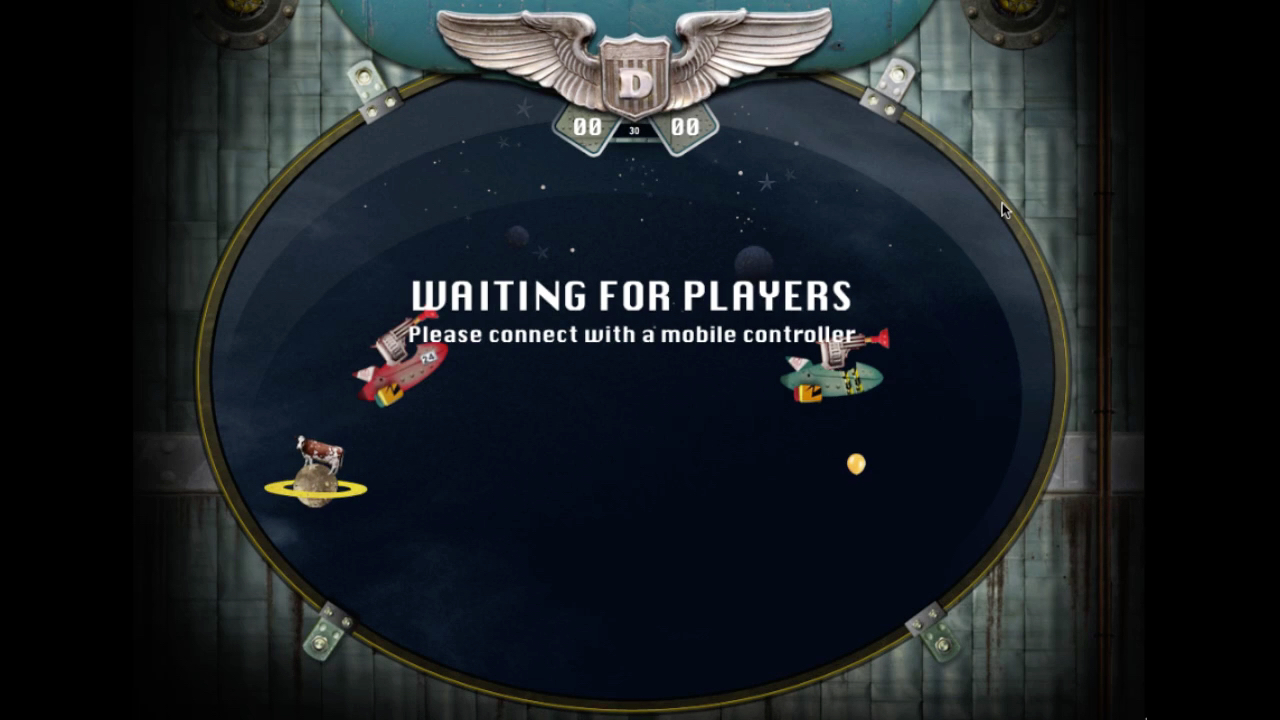 D
00 30 00
WAITING FOR PLAYERS
Please connect with a mobile controller
24